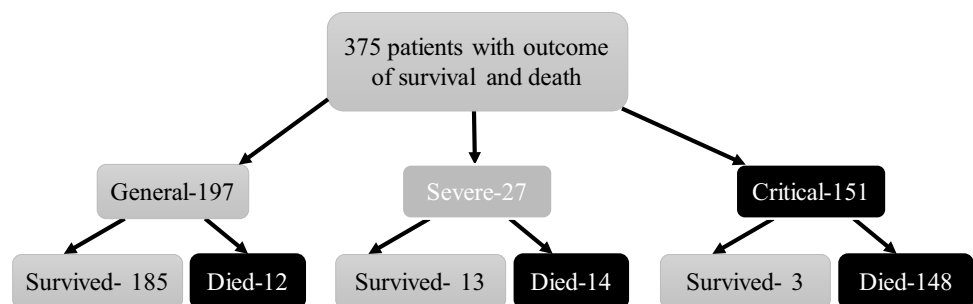 375 patients with outcome
of survival and death
General-197
Severe-27
Critical-151
Survived- 185
Died-12
Survived- 13
Died-14
Survived- 3
Died-148